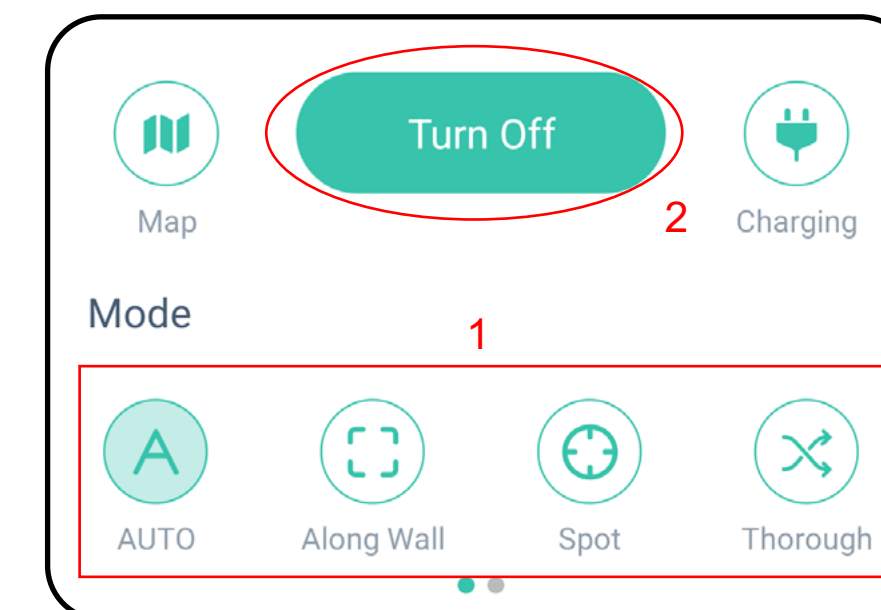 Turn Off
Map
2
Charging
Mode
1
A
AUTO
Along Wall
Spot
Thorough